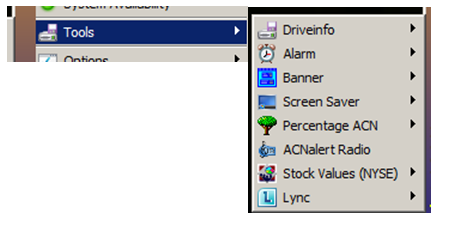 System Availability
Tools
Options
Driveinfo
Alarm
Banner
Screen Saver
Percentage ACN
ACNalert Radio
Stock Values (NYSE)
Lync